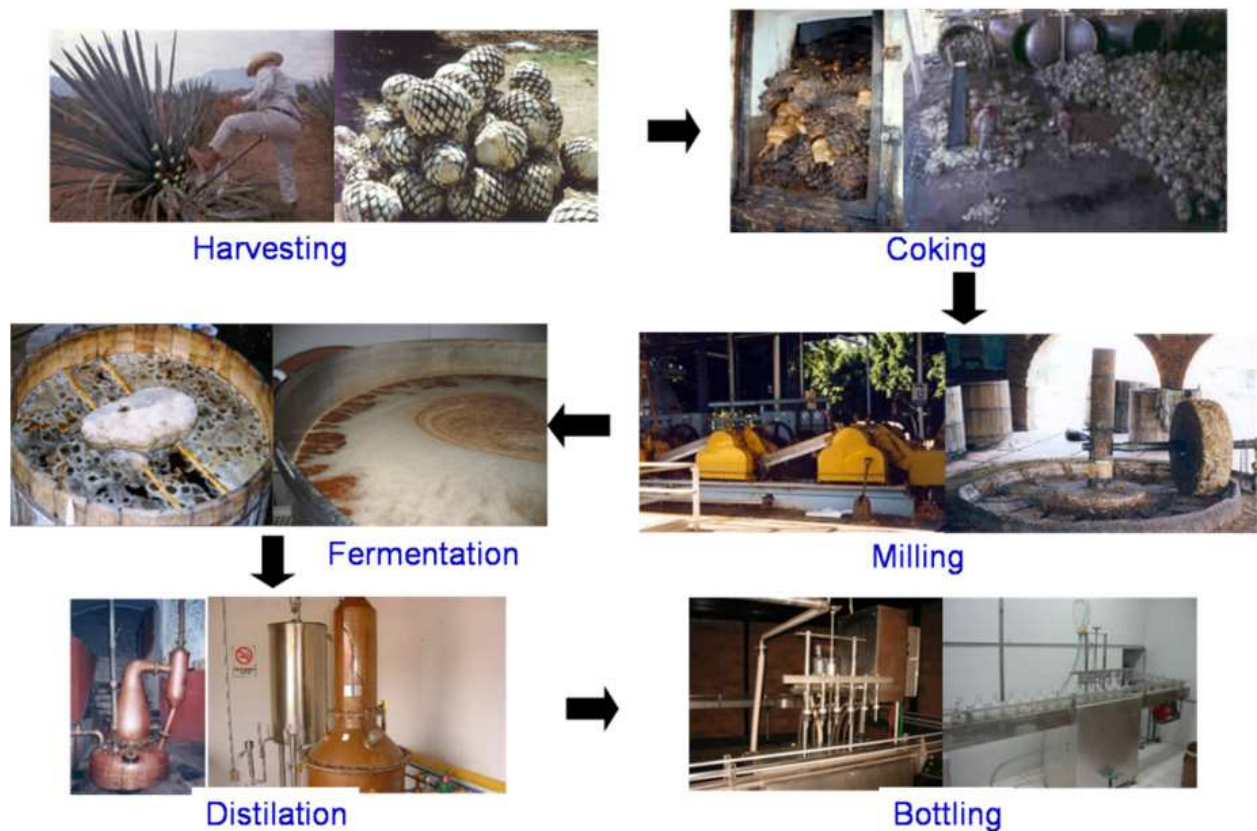 Harvesting
Coking
Milling
Fermentation
Distilation
Bottling